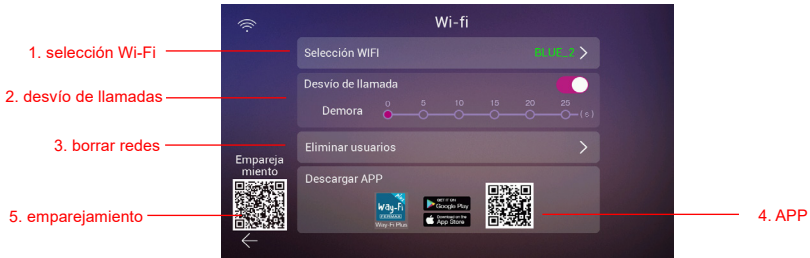 Wi-fi
1. selección Wi-Fi
Selección WIFI
BLUE_2
2. desvío de llamadas
Desvío de llamada
Demora
0 5 10 15 20 25
(s)
3. borrar redes
Eliminar usuarios
Empareja
miento
Descargar APP
Way-Fi
FERMAX
Way-Fi Plus
GET IT ON
Google Play
Download on the
App Store
5. emparejamiento
4. APP